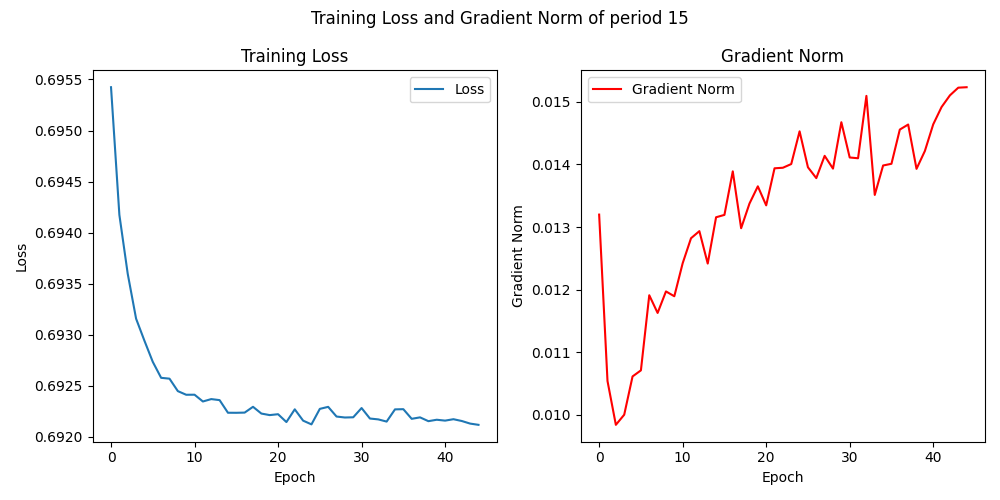 Training Loss and Gradient Norm of period 15
Training Loss
0.6955
0.6950
0.6945
0.6940
0.6935
0.6930
0.6925
0.6920
Loss
Loss
0
10
20
30
40
Epoch
Gradient Norm
0.015
0.014
0.013
0.012
0.011
0.010
Gradient Norm
Gradient Norm
0
10
20
30
40
Epoch